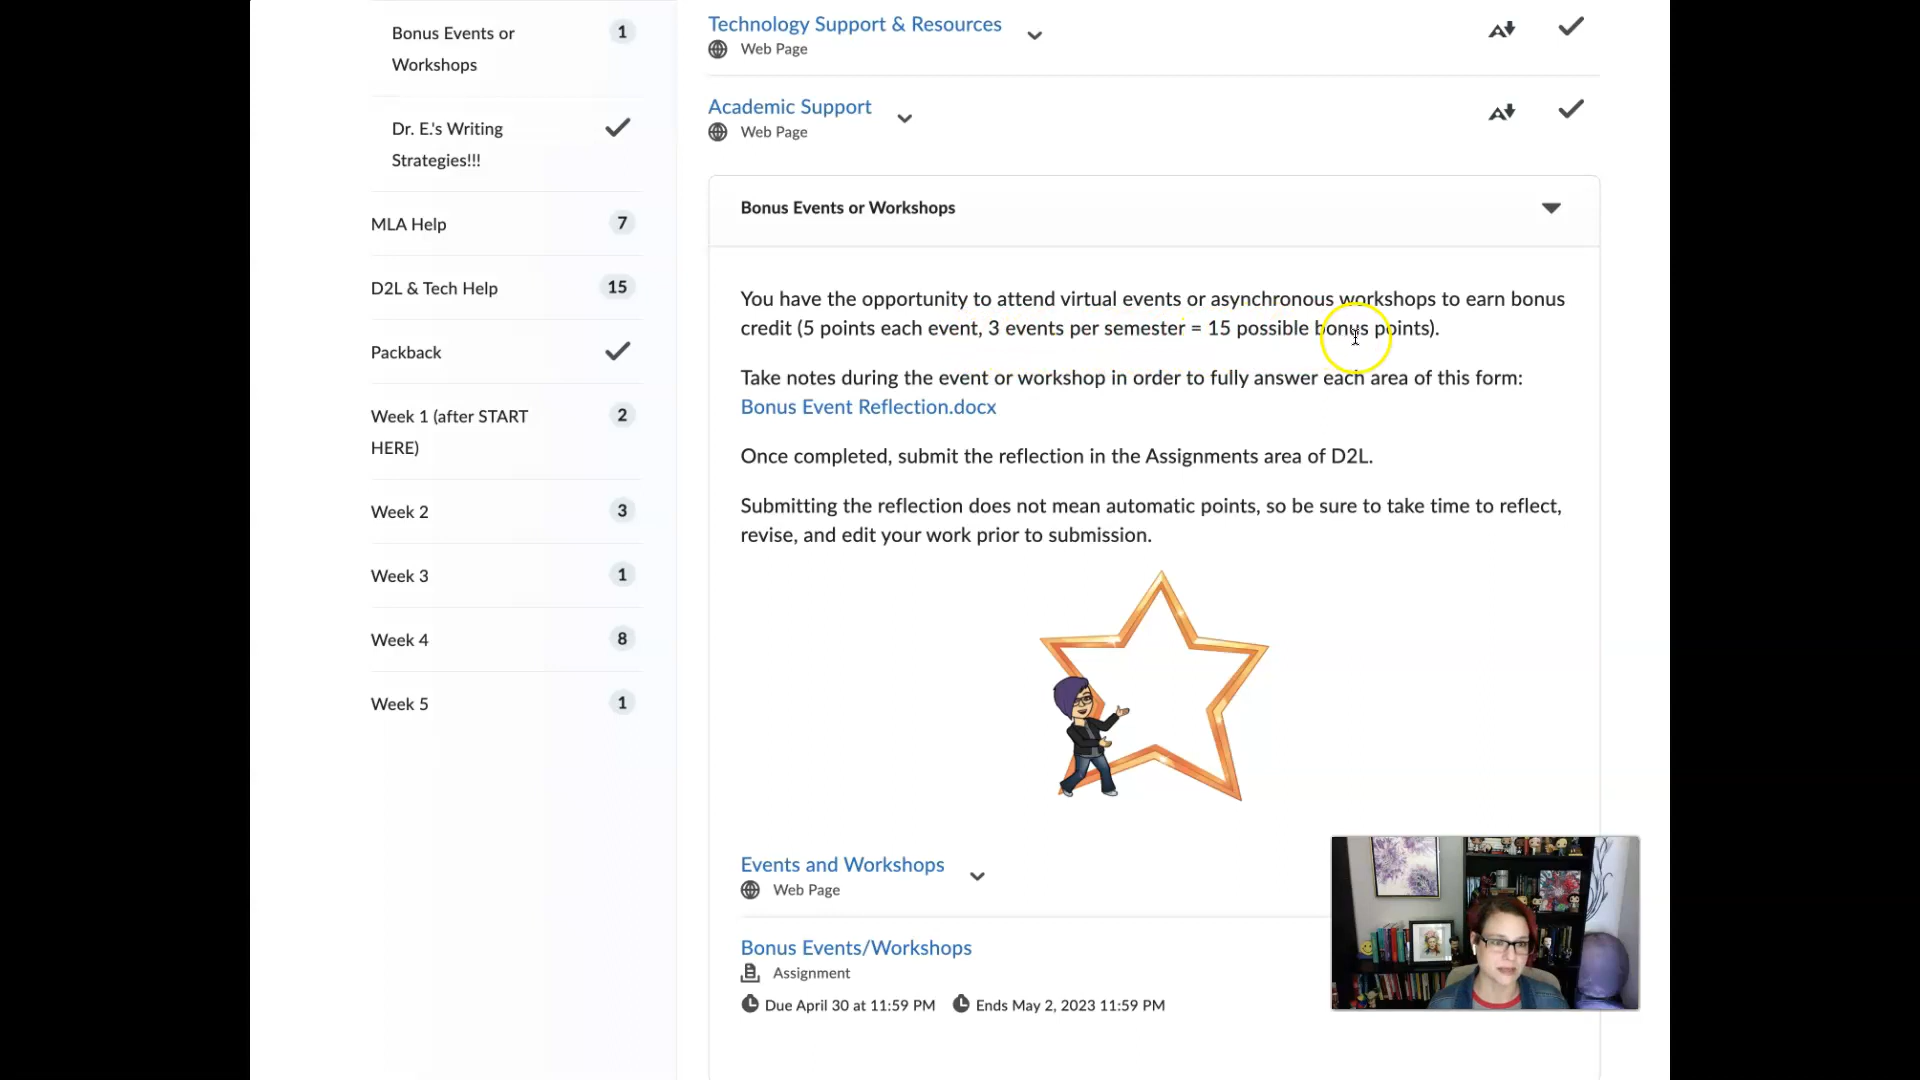 Bonus Events or
Workshops
1
Dr. E.'s Writing
Strategies!!!
MLA Help
7
D2L & Tech Help
15
Packback
Week 1 (after START
HERE)
2
Week 2
3
Week 3
1
Week 4
8
Week 5
1
Technology Support & Resources
Web Page
Academic Support
Web Page
Bonus Events or Workshops
You have the opportunity to attend virtual events or asynchronous workshops to earn bonus
credit (5 points each event, 3 events per semester = 15 possible bonus points).
Take notes during the event or workshop in order to fully answer each area of this form:
Bonus Event Reflection.docx
Once completed, submit the reflection in the Assignments area of D2L.
Submitting the reflection does not mean automatic points, so be sure to take time to reflect,
revise, and edit your work prior to submission.
Events and Workshops
Web Page
Bonus Events/Workshops
Assignment
Due April 30 at 11:59 PM Ends May 2, 2023 11:59 PM